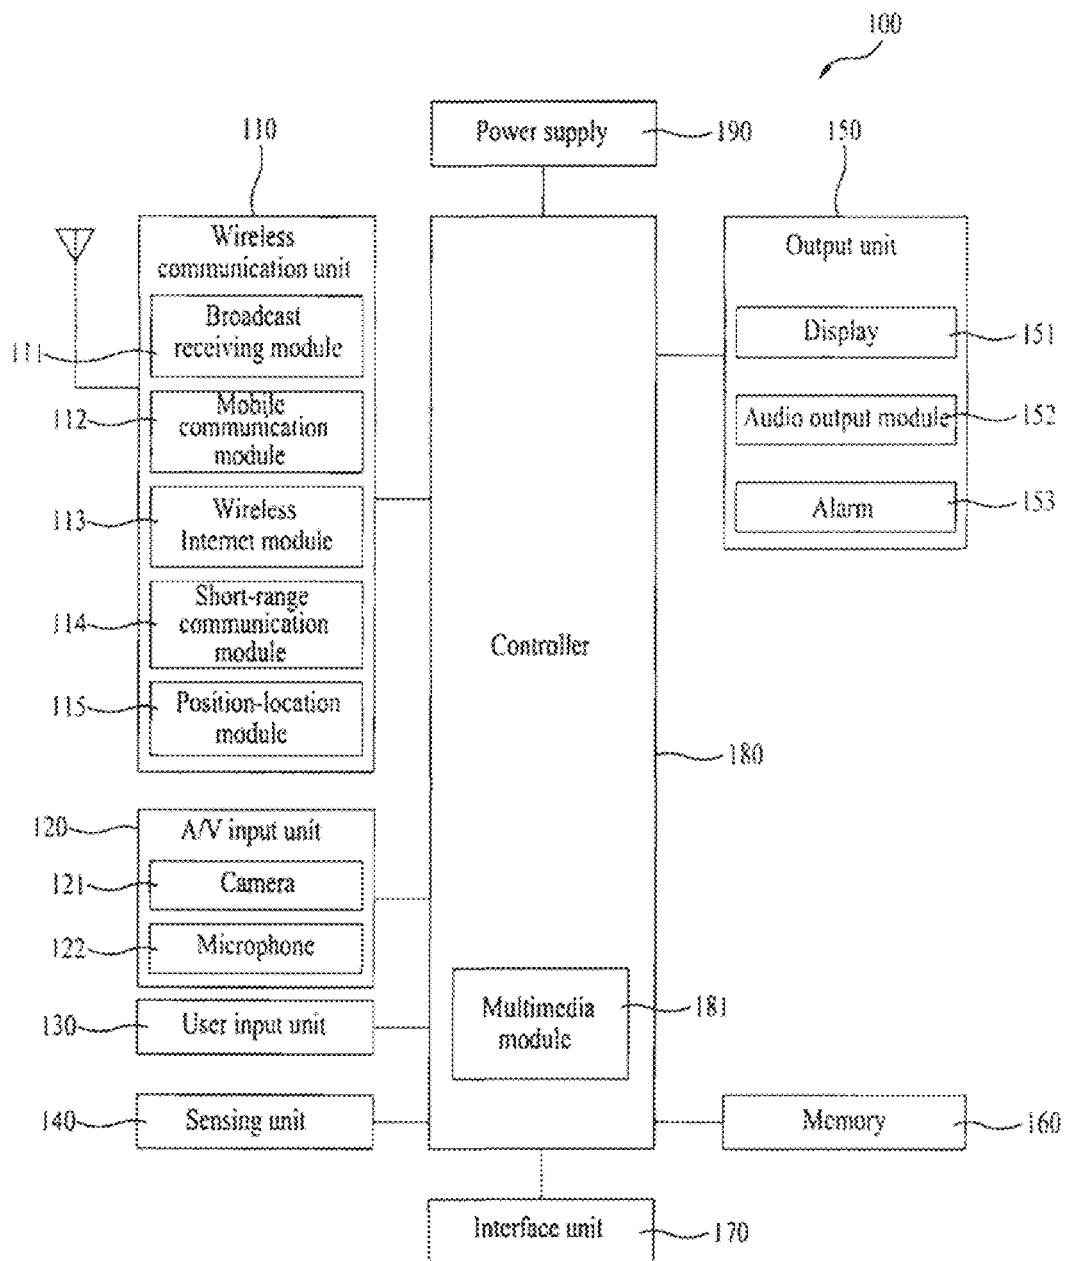 100
Power supply
190
110
150
Wireless
communication unit
Broadcast
receiving module
111
Mobile
communication
module
112
Wireless
Internet module
113
Short-range
communication
module
114
Position-location
module
115
Output unit
Display
151
Audio output module
152
Alarm
153
Controller
180
120
A/V input unit
121
Camera
122
Microphone
130
User input unit
140
Sensing unit
Multimedia
module
181
Memory
160
Interface unit
170